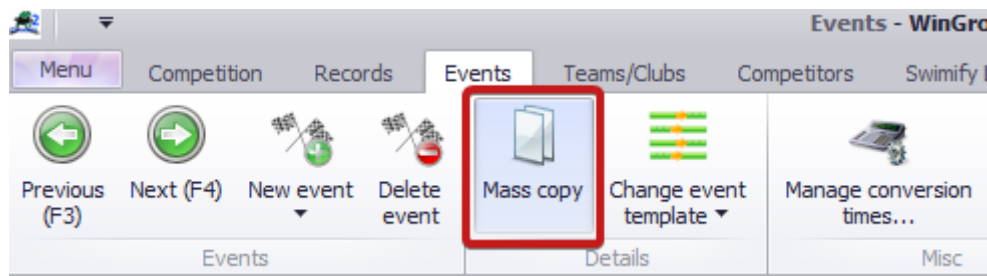 Events - WinGro
Menu Competition Records Events Teams/Clubs Competitors Swimify
Previous (F3) Next (F4) New event Delete event Mass copy Change event template Manage conversion times...
Events Details Misc